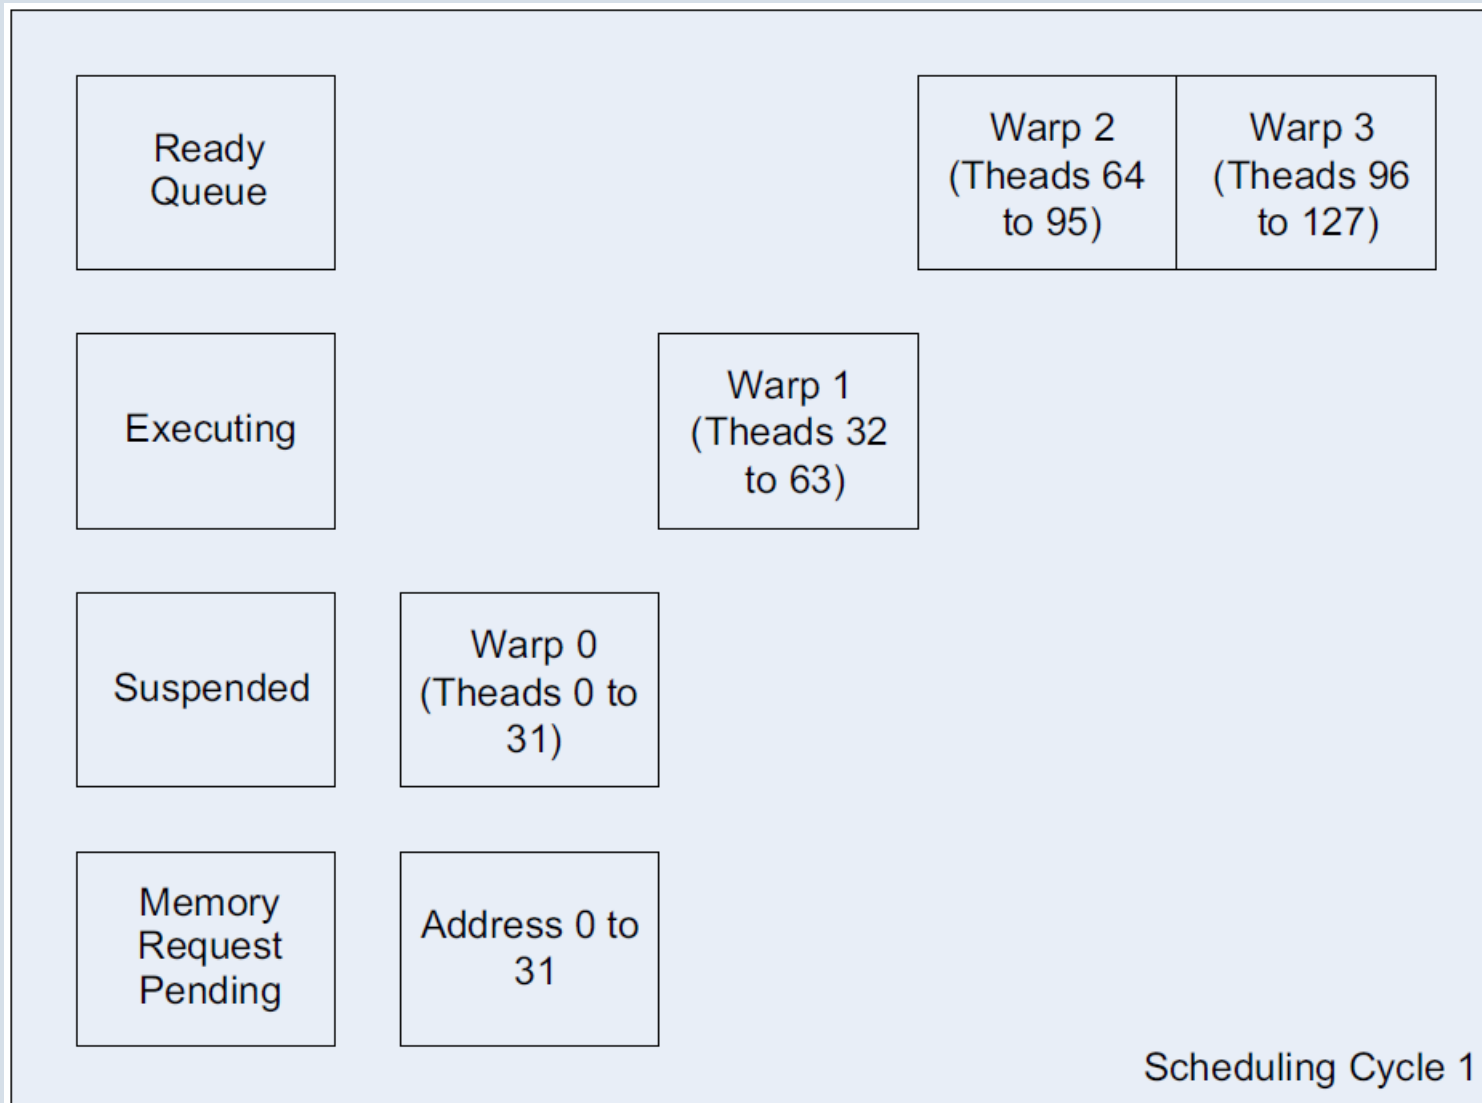 Ready
Queue
Warp 2
(Theads 64
to 95)
Warp 3
(Theads 96
to 127)
Executing
Warp 1
(Theads 32
to 63)
Suspended
Warp 0
(Theads 0 to
31)
Memory
Request
Pending
Address 0 to
31
Scheduling Cycle 1